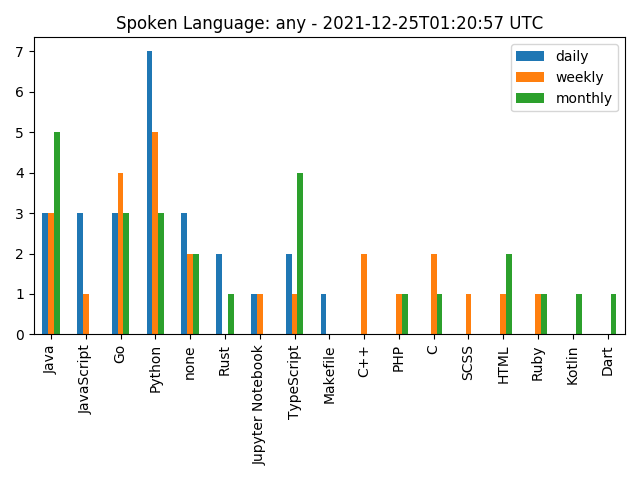 Spoken Language: any - 2021-12-25T01:20:57 UTC
daily
weekly
monthly
7
6
5
4
3
2
1
0
Java
JavaScript
Go
Python
none
Rust
Jupyter Notebook
TypeScript
Makefile
C++
PHP
C
SCSS
HTML
Ruby
Kotlin
Dart